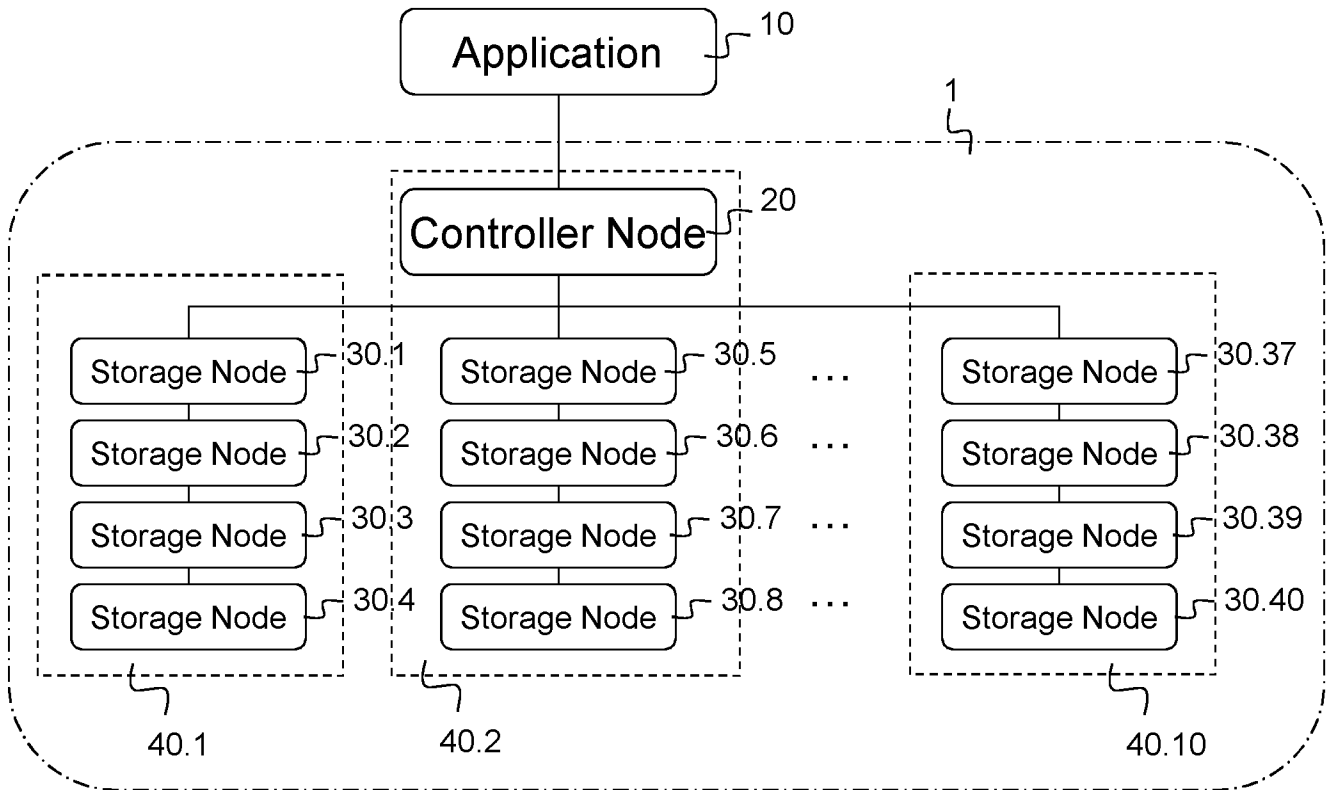 Application 10
1
Controller Node 20
Storage Node 30.1 Storage Node 30.5 ... Storage Node 30.37
Storage Node 30.2 Storage Node 30.6 ... Storage Node 30.38
Storage Node 30.3 Storage Node 30.7 ... Storage Node 30.39
Storage Node 30.4 Storage Node 30.8 ... Storage Node 30.40
40.1 40.2 40.10